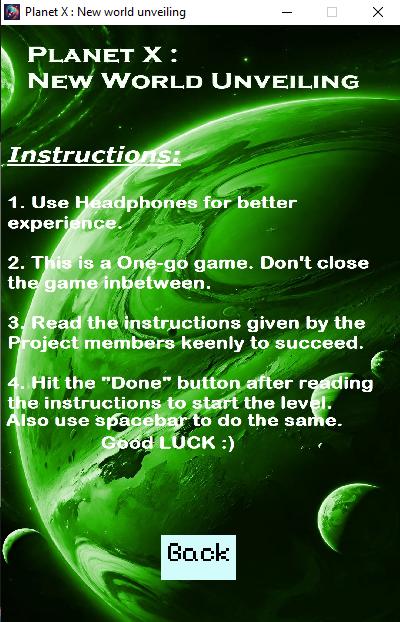 Planet X : New world unveiling
PLANET X :
NEW WORLD UNVEILING
Instructions:
1. Use Headphones for better
experience.
2. This is a One-go game. Don't close
the game inbetween.
3. Read the instructions given by the
Project members keenly to succeed.
4. Hit the "Done" button after reading
the instructions to start the level.
Also use spacebar to do the same.
Good LUCK :)
Back